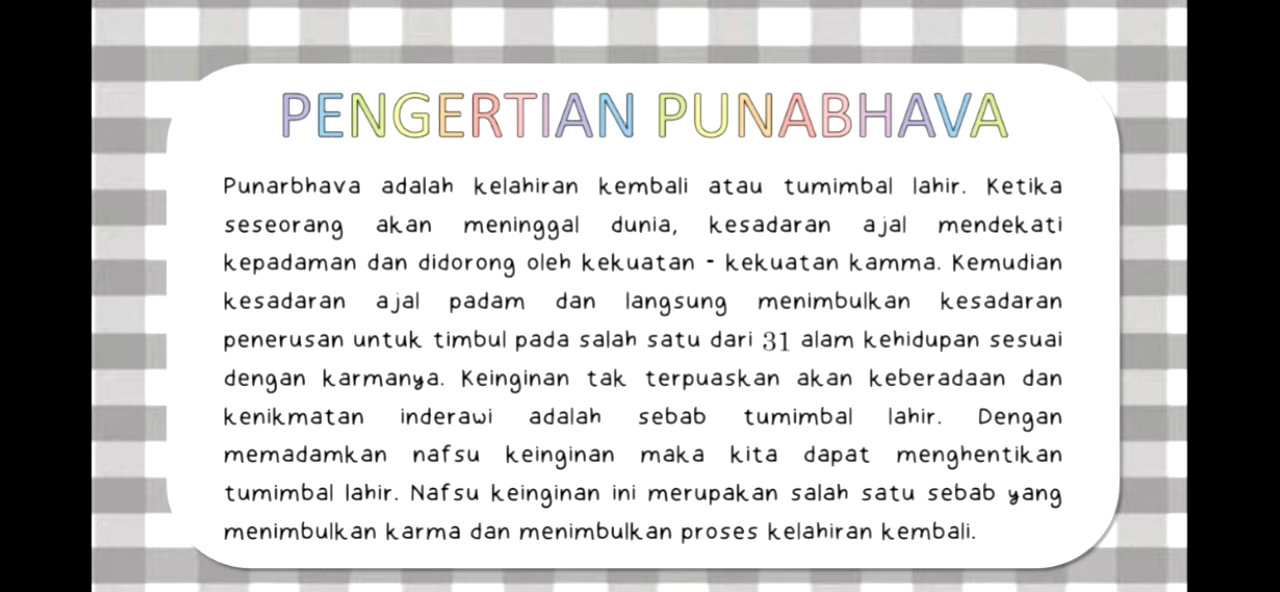 PENGERTIAN PUNABHAVA
Punarbhava adalah kelahiran kembali atau tumimbal lahir. Ketika
seseorang akan meninggal dunia, kesadaran ajal mendekati
kepadaman dan didorong oleh kekuatan - kekuatan kamma. Kemudian
kesadaran ajal padam dan langsung menimbulkan kesadaran
penerusan untuk timbul pada salah satu dari 31 alam kehidupan sesuai
dengan karmanya. Keinginan tak terpuaskan akan keberadaan dan
kenikmatan inderawi adalah sebab tumimbal lahir. Dengan
memadamkan nafsu keinginan maka kita dapat menghentikan
tumimbal lahir. Nafsu keinginan ini merupakan salah satu sebab yang
menimbulkan karma dan menimbulkan proses kelahiran kembali.